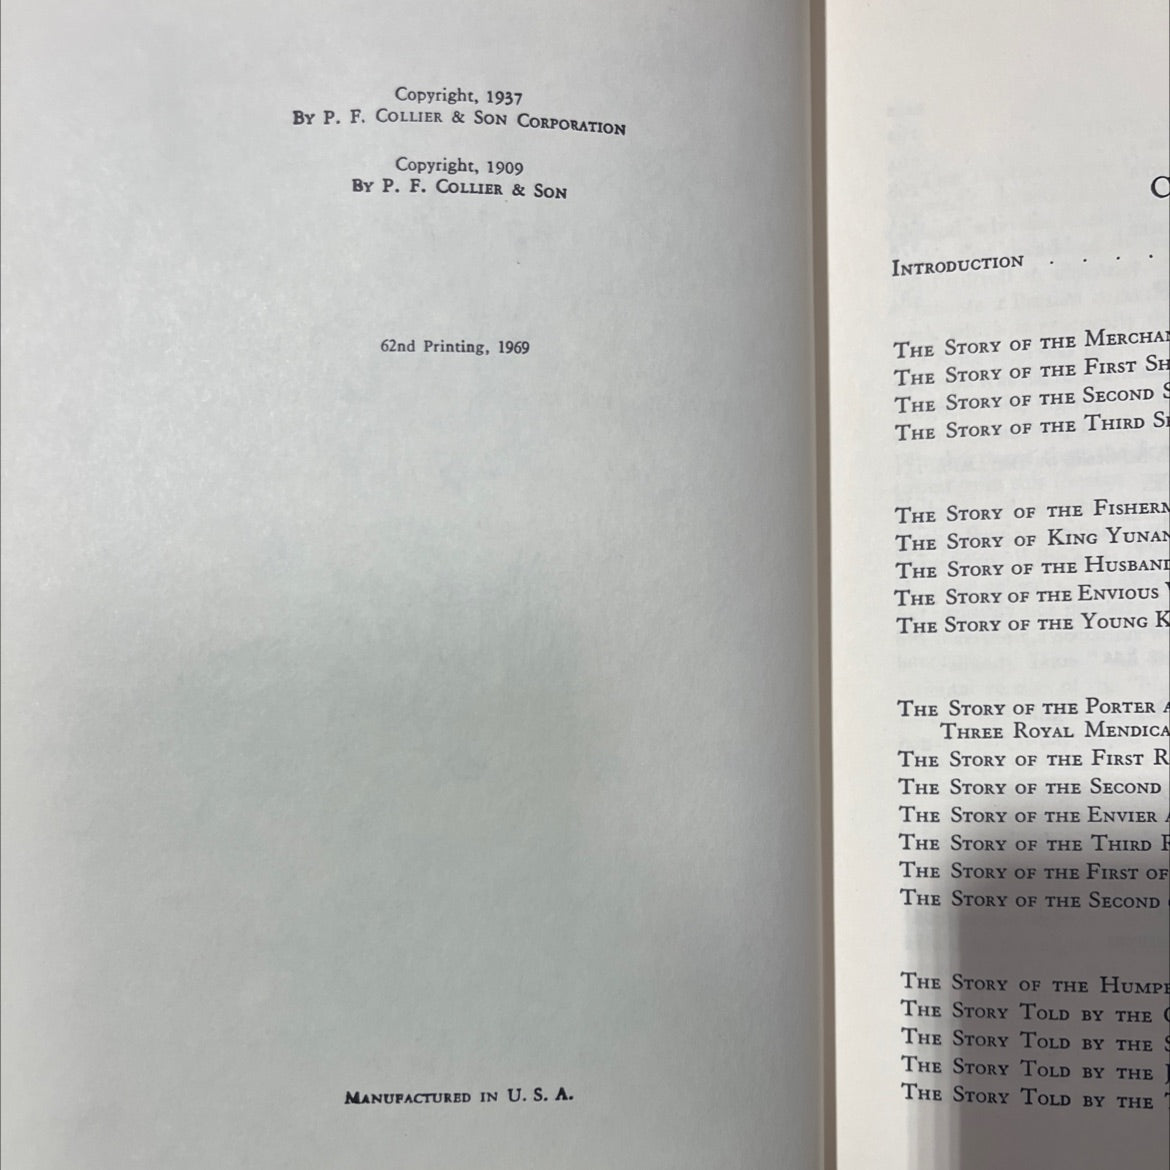 Copyright, 1937
By P. F. Collier & Son Corporation
Copyright, 1909
By P. F. Collier & Son
62nd Printing, 1969
Manufactured in U. S. A.
Introduction . . . .
The Story of the
The Story of the First
The Story of the Second
The Story of the Third
The Story of the
The Story of King
The Story of the
The Story of the Envious
The Story of the Young
The Story of the Porter
Three Royal
The Story of the First
The Story of the Second
The Story of the Envier
The Story of the Third
The Story of the First of
The Story of the Second
The Story of the
The Story Told by the
The Story Told by the
The Story Told by the
The Story Told by the